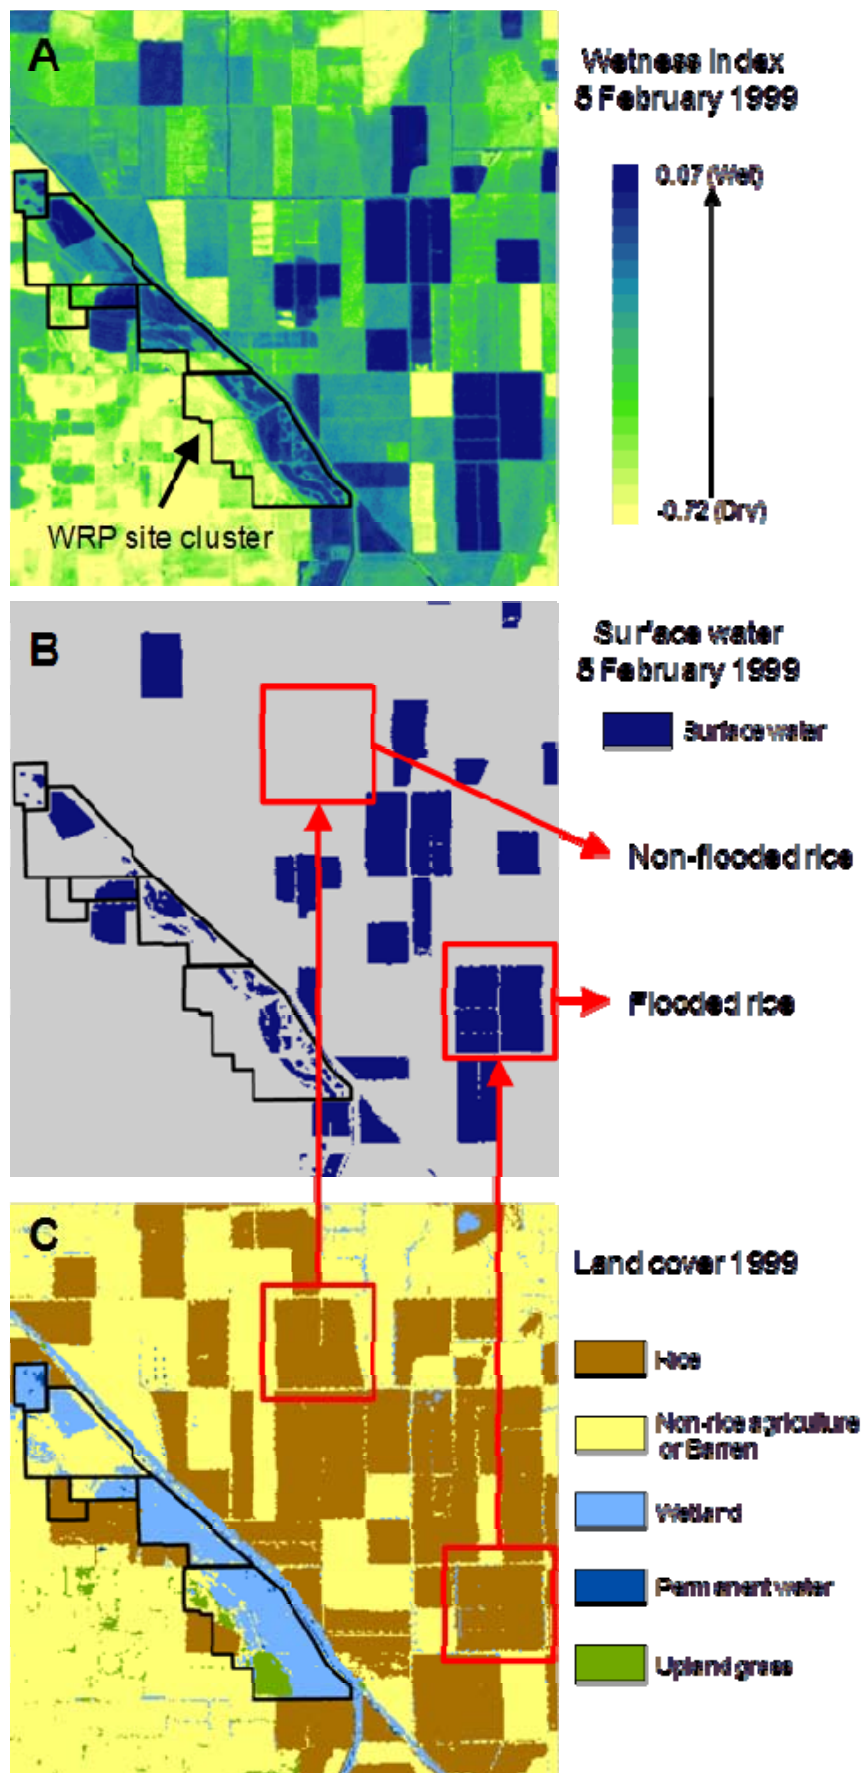 A
Wetness Index
5 February 1999
0.07 (Wet)
-0.72 (Dry)
WRP site cluster
B
Surface water
5 February 1999
Surface water
Non-flooded rice
Flooded rice
C
Land cover 1999
Rice
Non-rice agriculture
or Barren
Wetland
Permanent water
Upland grass